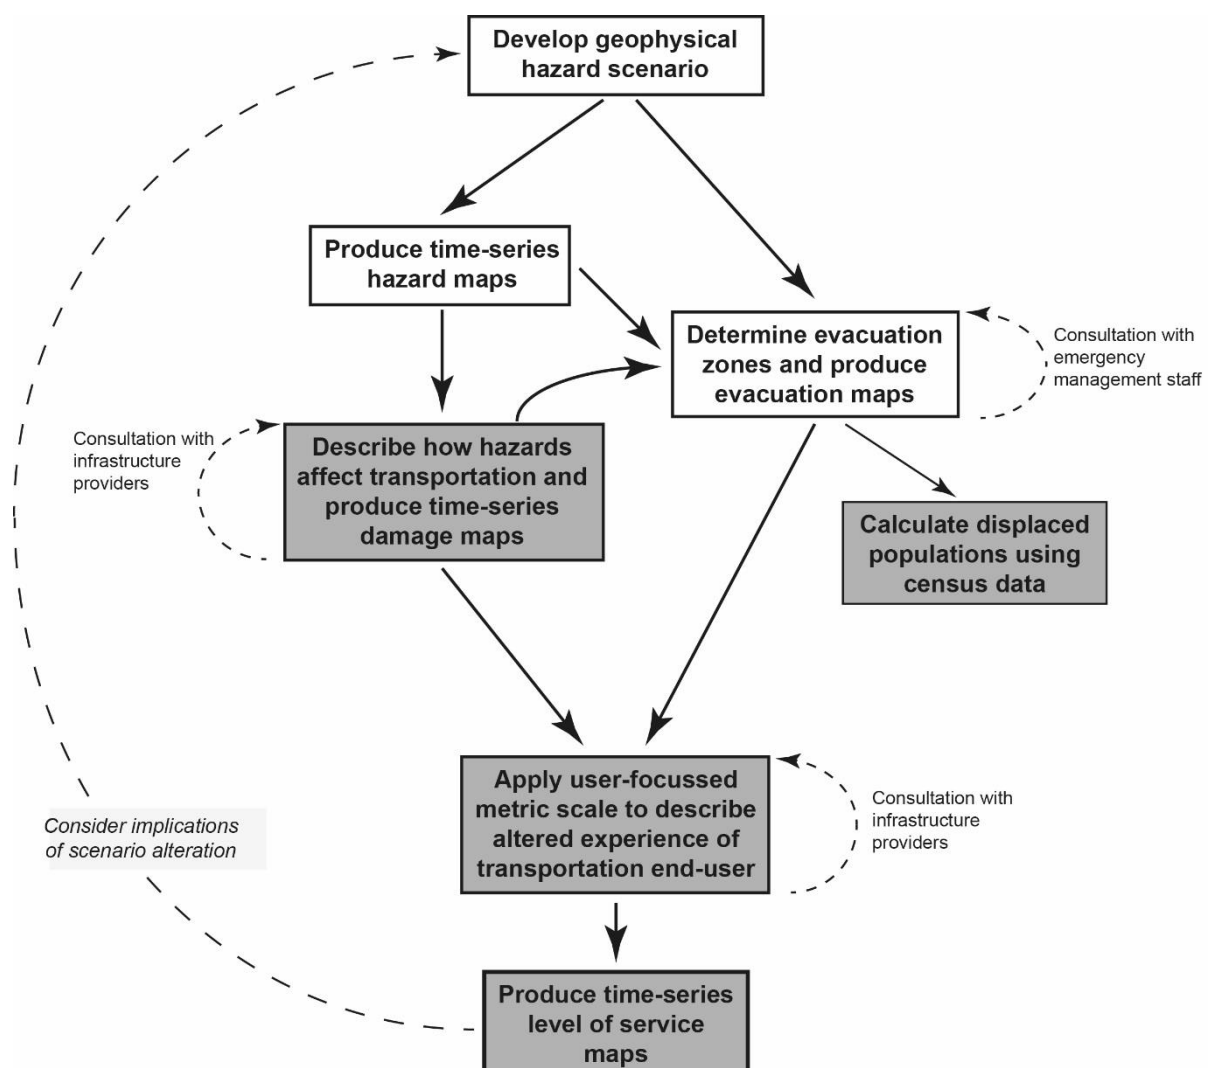 Develop geophysical
hazard scenario
Produce time-series
hazard maps
Determine evacuation
zones and produce
evacuation maps
Consultation with
emergency
management staff
Consultation with
infrastructure
providers
Describe how hazards
affect transportation and
produce time-series
damage maps
Calculate displaced
populations using
census data
Apply user-focussed
metric scale to describe
altered experience of
transportation end-user
Consultation with
infrastructure
providers
Consider implications
of scenario alteration
Produce time-series
level of service
maps